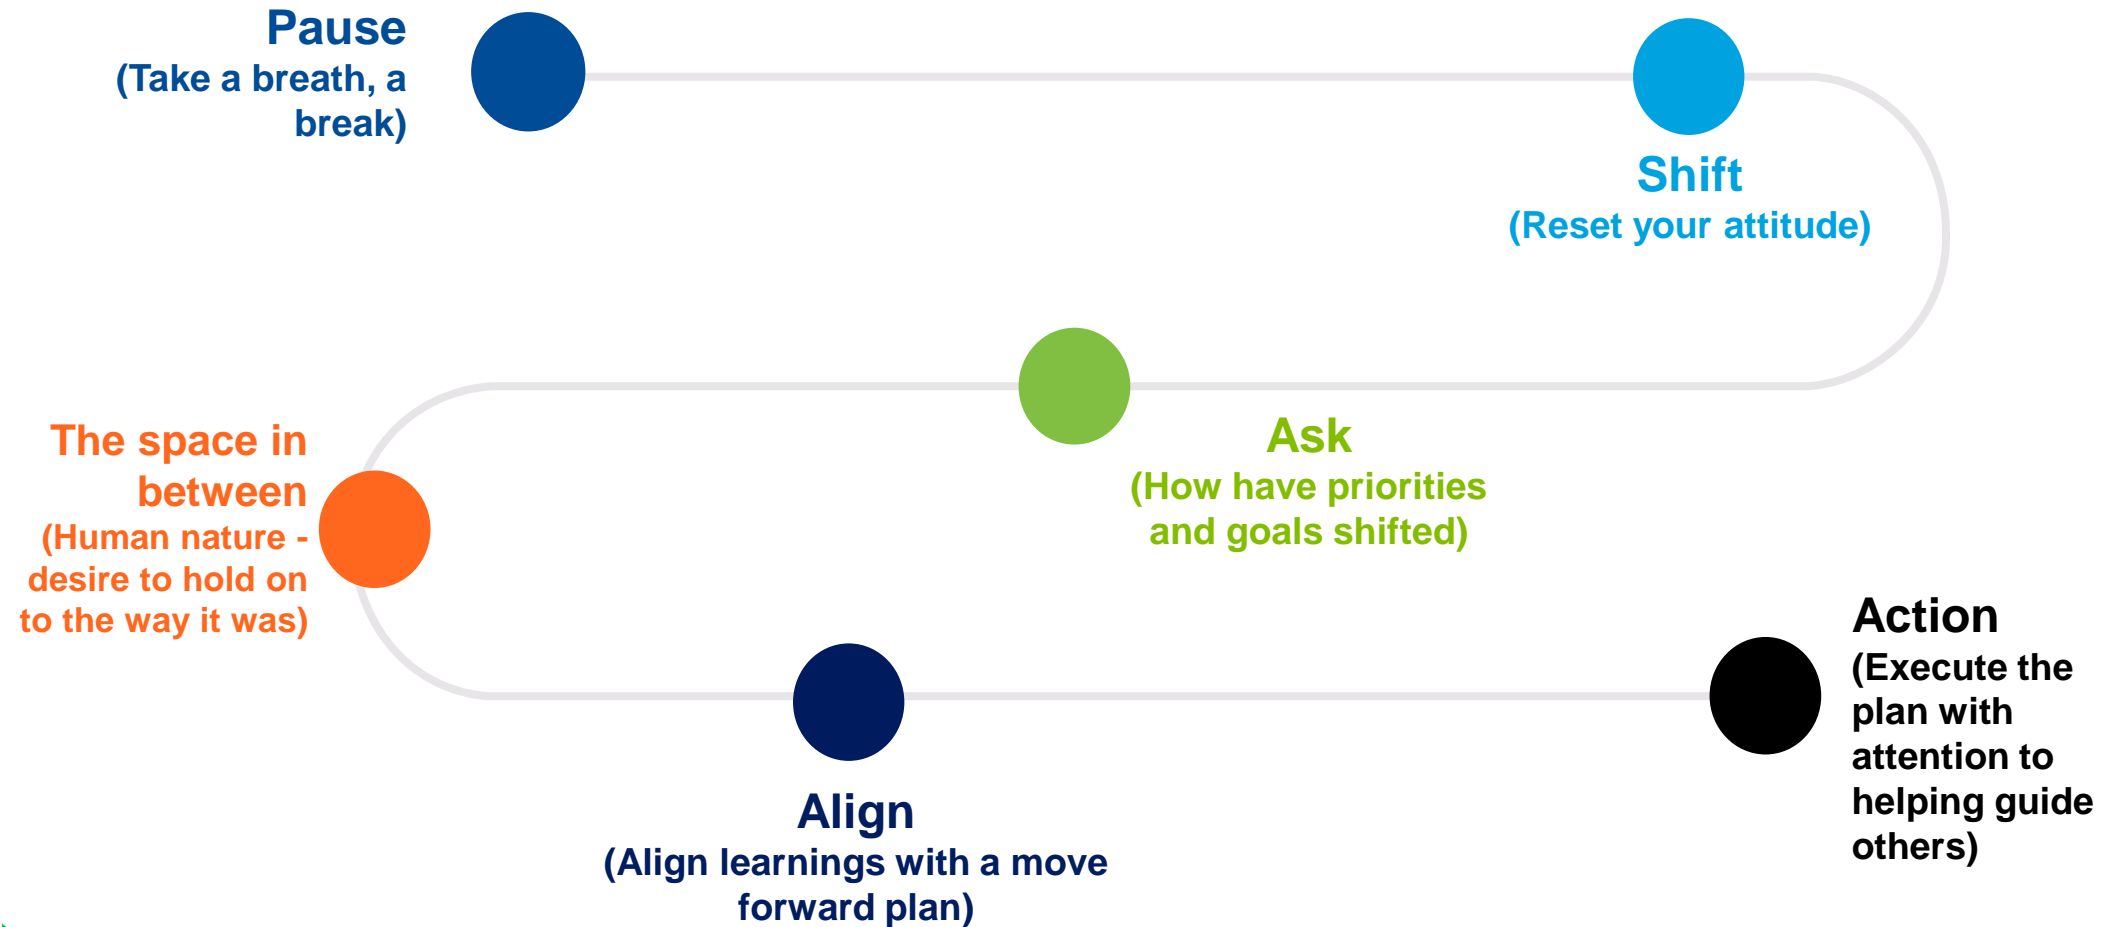 Pause
(Take a breath, a
break)
Shift
(Reset your attitude)
Ask
(How have priorities
and goals shifted)
The space in
between
(Human nature -
desire to hold on
to the way it was)
Align
(Align learnings with a move
forward plan)
Action
(Execute the
plan with
attention to
helping guide
others)